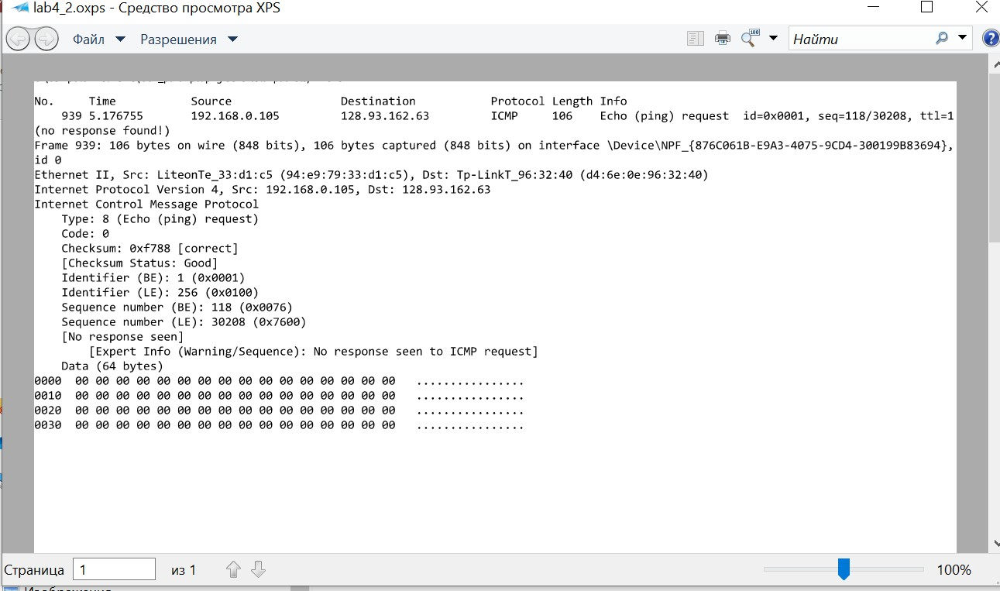 lab4_2.oxps - Средство просмотра XPS
Файл Разрешения 100 Найти ?
No. Time Source Destination Protocol Length Info
939 5.176755 192.168.0.105 128.93.162.63 ICMP 106 Echo (ping) request id=0x0001, seq=118/30208, ttl=1
(no response found!)
Frame 939: 106 bytes on wire (848 bits), 106 bytes captured (848 bits) on interface \Device\NPF_{876C061B-E9A3-4075-9CD4-300199B83694},
id 0
Ethernet II, Src: LiteonTe_33:d1:c5 (94:e9:79:33:d1:c5), Dst: Tp-LinkT_96:32:40 (d4:6e:0e:96:32:40)
Internet Protocol Version 4, Src: 192.168.0.105, Dst: 128.93.162.63
Internet Control Message Protocol
Type: 8 (Echo (ping) request)
Code: 0
Checksum: 0xf788 [correct]
[Checksum Status: Good]
Identifier (BE): 1 (0x0001)
Identifier (LE): 256 (0x0100)
Sequence number (BE): 118 (0x0076)
Sequence number (LE): 30208 (0x7600)
[No response seen]
[Expert Info (Warning/Sequence): No response seen to ICMP request]
Data (64 bytes)
0000 00 00 00 00 00 00 00 00 00 00 00 00 00 00 00 00 ................
0010 00 00 00 00 00 00 00 00 00 00 00 00 00 00 00 00 ................
0020 00 00 00 00 00 00 00 00 00 00 00 00 00 00 00 00 ................
0030 00 00 00 00 00 00 00 00 00 00 00 00 00 00 00 00 ................
Страница 1 из 1 100%
Изображения